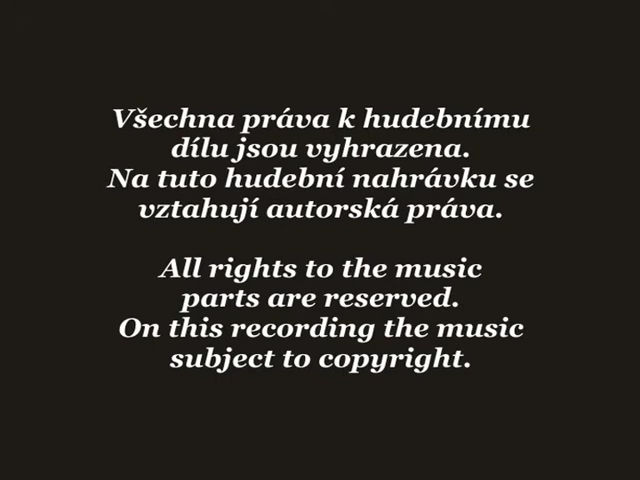 Všechna práva k hudebnímu
dílu jsou vyhrazena.
Na tuto hudební nahrávku se
vztahují autorská práva.
All rights to the music
parts are reserved.
On this recording the music
subject to copyright.